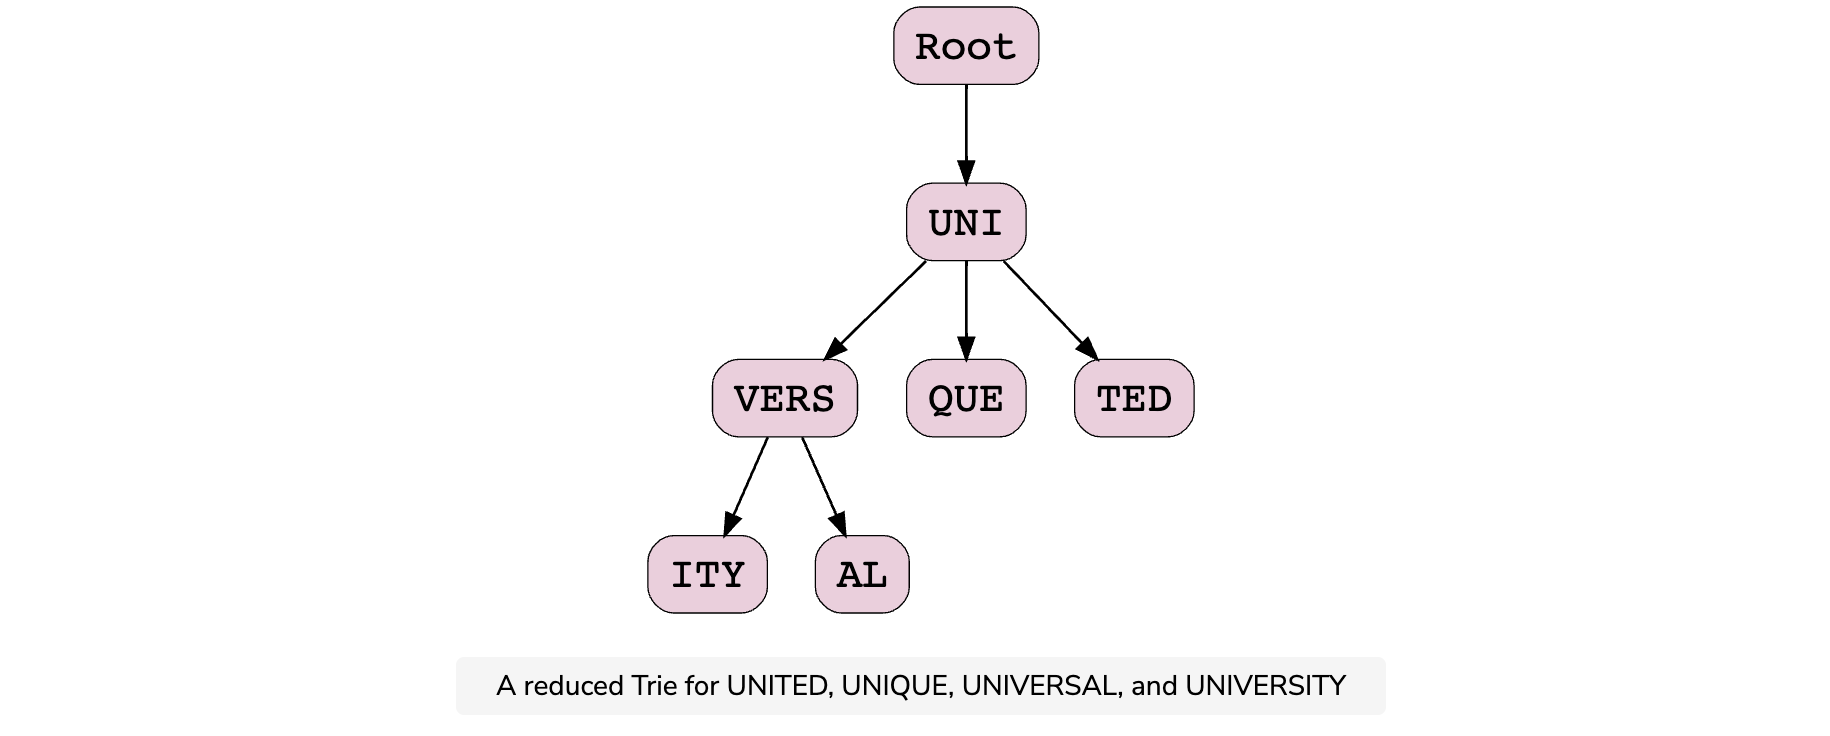 Root
UNI
VERS QUE TED
ITY AL
A reduced Trie for UNITED, UNIQUE, UNIVERSAL, and UNIVERSITY